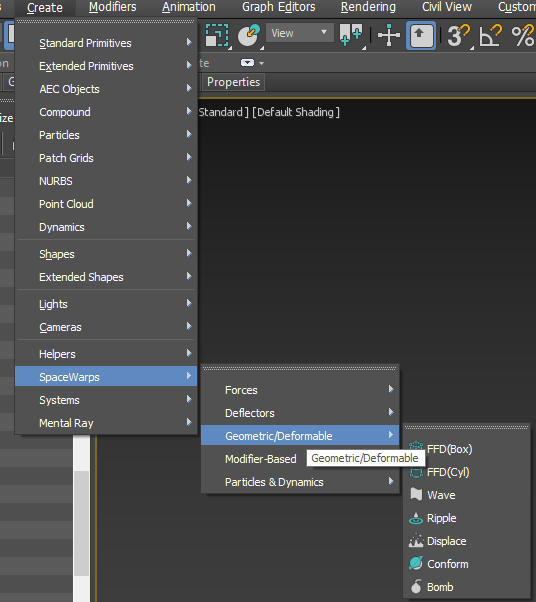 Create Modifiers Animation Graph Editors Rendering Civil View Custom
View
3 %
Properties
Standard ] [Default Shading ]
Standard Primitives
Extended Primitives
AEC Objects
Compound
Particles
Patch Grids
NURBS
Point Cloud
Dynamics
Shapes
Extended Shapes
Lights
Cameras
Helpers
SpaceWarps
Systems
Mental Ray
Forces
Deflectors
Geometric/Deformable
Modifier-Based
Particles & Dynamics
Geometric/Deformable
FFD(Box)
FFD(Cyl)
Wave
Ripple
Displace
Conform
Bomb